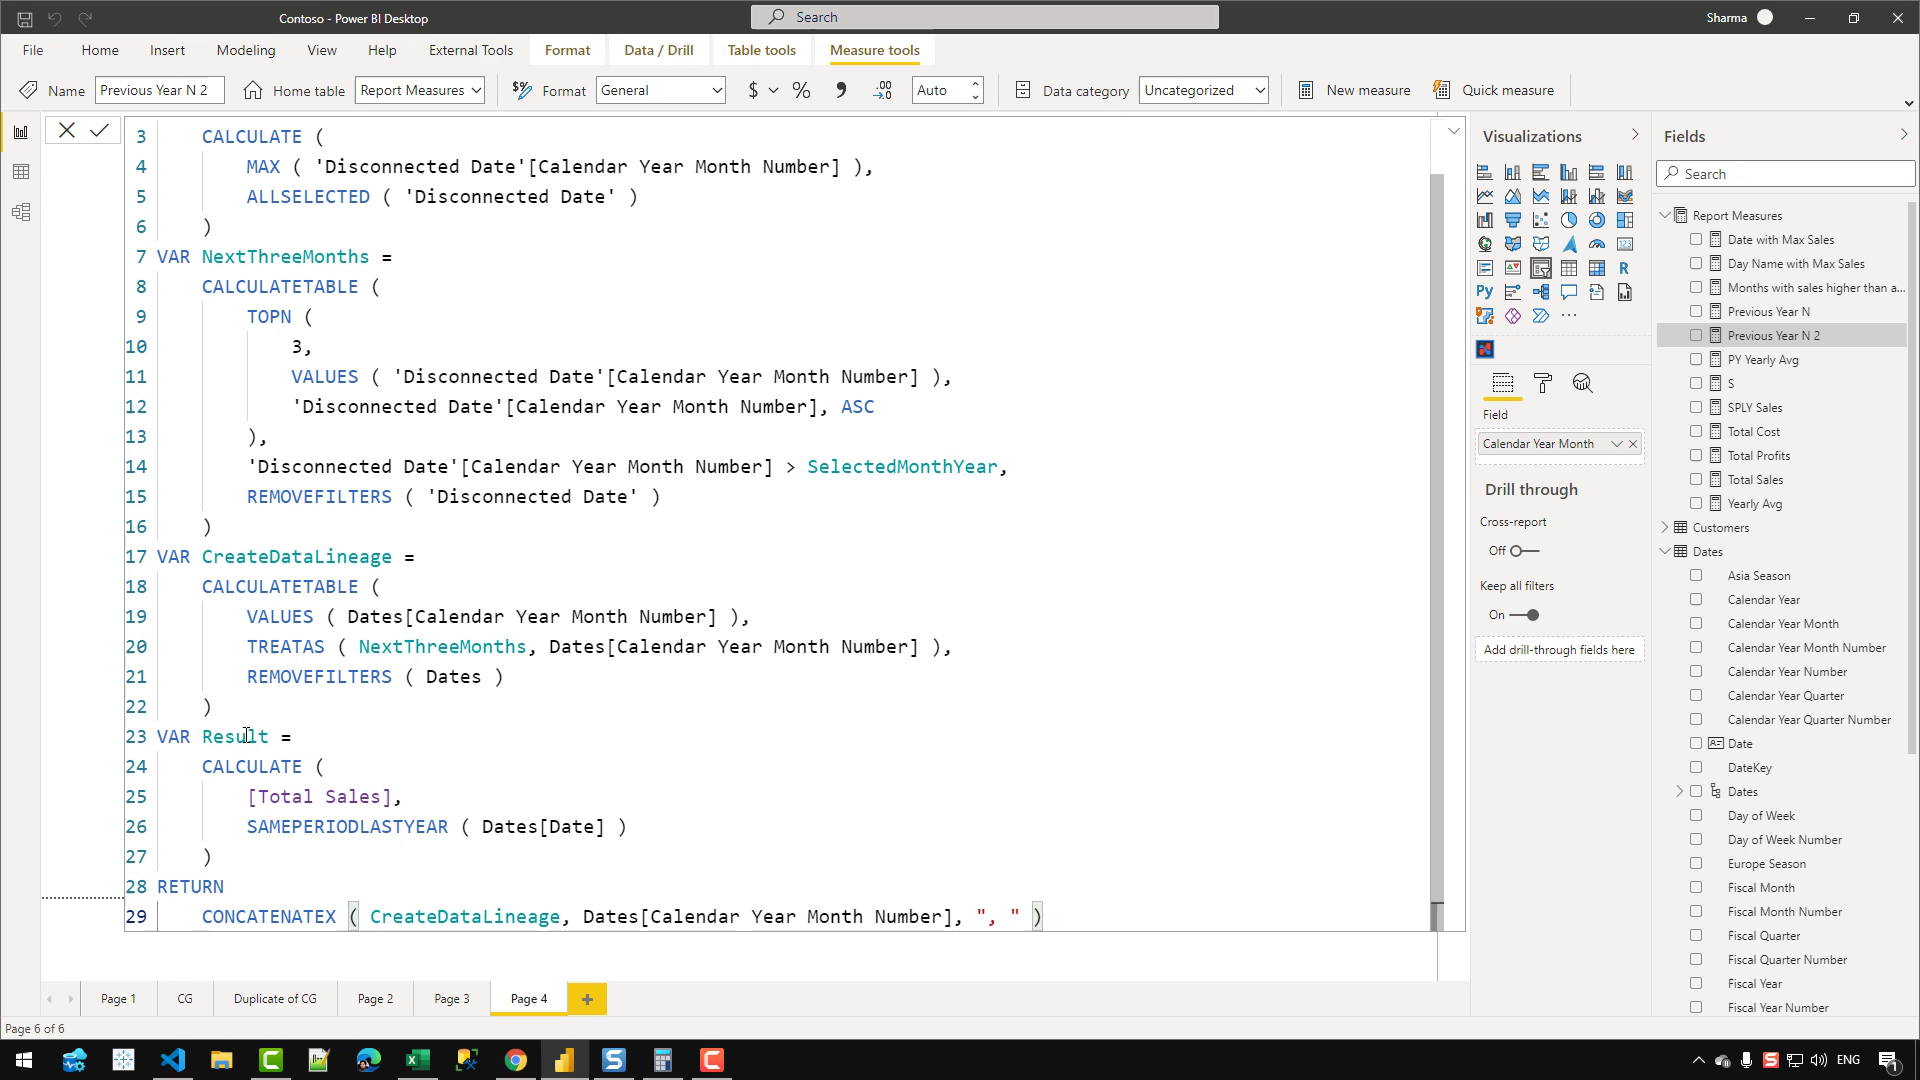 Contoso - Power BI Desktop
Search
Sharma
File
Home
Insert
Modeling
View
Help
External Tools
Format
Data / Drill
Table tools
Measure tools
Name
Previous Year N 2
Home table
Report Measures
Format
General
$
%
Auto
Data category
Uncategorized
New measure
Quick measure
3 CALCULATE (
4 MAX ( 'Disconnected Date'[Calendar Year Month Number] ),
5 ALLSELECTED ( 'Disconnected Date' )
6 )
7 VAR NextThreeMonths =
8 CALCULATETABLE (
9 TOPN (
10 3,
11 VALUES ( 'Disconnected Date'[Calendar Year Month Number] ),
12 'Disconnected Date'[Calendar Year Month Number], ASC
13 ),
14 'Disconnected Date'[Calendar Year Month Number] > SelectedMonthYear,
15 REMOVEFILTERS ( 'Disconnected Date' )
16 )
17 VAR CreateDataLineage =
18 CALCULATETABLE (
19 VALUES ( Dates[Calendar Year Month Number] ),
20 TREATAS ( NextThreeMonths, Dates[Calendar Year Month Number] ),
21 REMOVEFILTERS ( Dates )
22 )
23 VAR Result =
24 CALCULATE (
25 [Total Sales],
26 SAMEPERIODLASTYEAR ( Dates[Date] )
27 )
28 RETURN
29 CONCATENATEX ( CreateDataLineage, Dates[Calendar Year Month Number], ", " )
Visualizations
R
Py
Field
Calendar Year Month
Drill through
Cross-report
Off
Keep all filters
On
Add drill-through fields here
Fields
Search
Report Measures
Date with Max Sales
Day Name with Max Sales
Months with sales higher than a...
Previous Year N
Previous Year N 2
PY Yearly Avg
S
SPLY Sales
Total Cost
Total Profits
Total Sales
Yearly Avg
Customers
Dates
Asia Season
Calendar Year
Calendar Year Month
Calendar Year Month Number
Calendar Year Number
Calendar Year Quarter
Calendar Year Quarter Number
Date
DateKey
Dates
Day of Week
Day of Week Number
Europe Season
Fiscal Month
Fiscal Month Number
Fiscal Quarter
Fiscal Quarter Number
Fiscal Year
Fiscal Year Number
Page 1
CG
Duplicate of CG
Page 2
Page 3
Page 4
Page 6 of 6
ENG